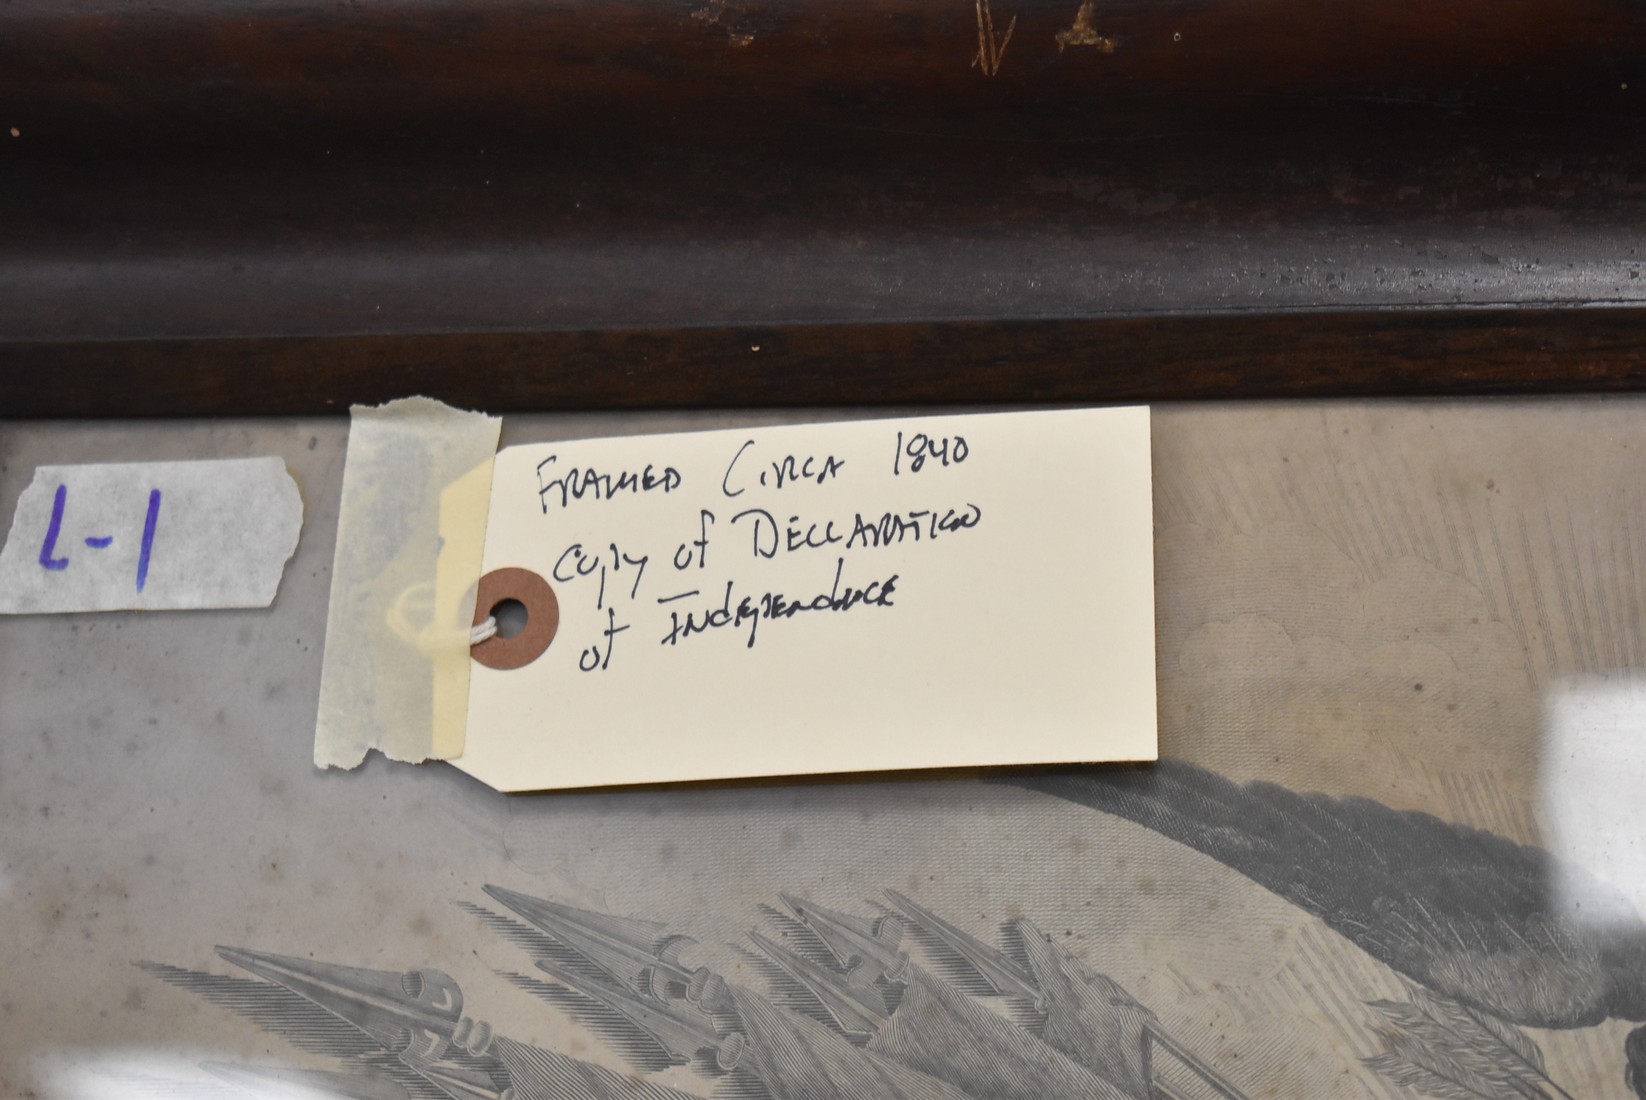 L-1
FRAMED CIRCA 1840
Copy of DECLARATION
of Independence